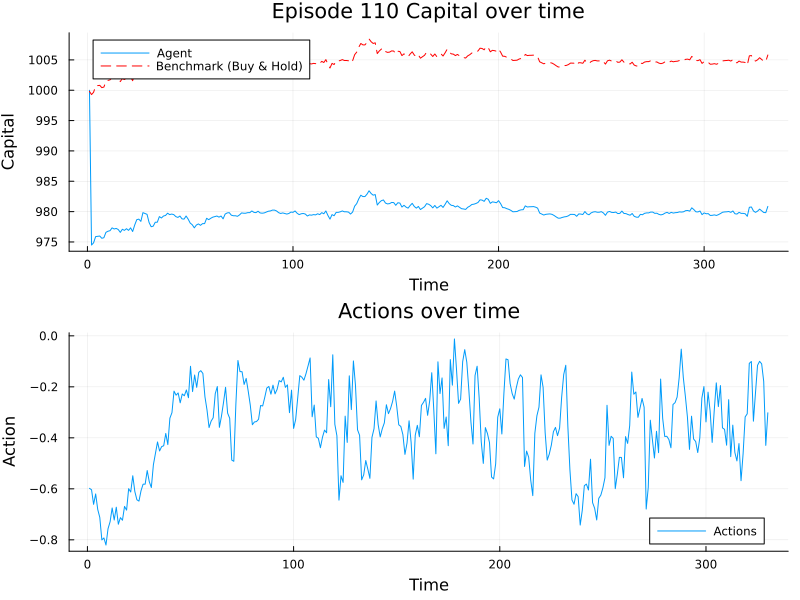 Episode 110 Capital over time
Capital
1005
1000
995
990
985
980
975
Agent
Benchmark (Buy & Hold)
0
100
200
300
Time
Actions over time
Action
0.0
−0.2
−0.4
−0.6
−0.8
Actions
0
100
200
300
Time